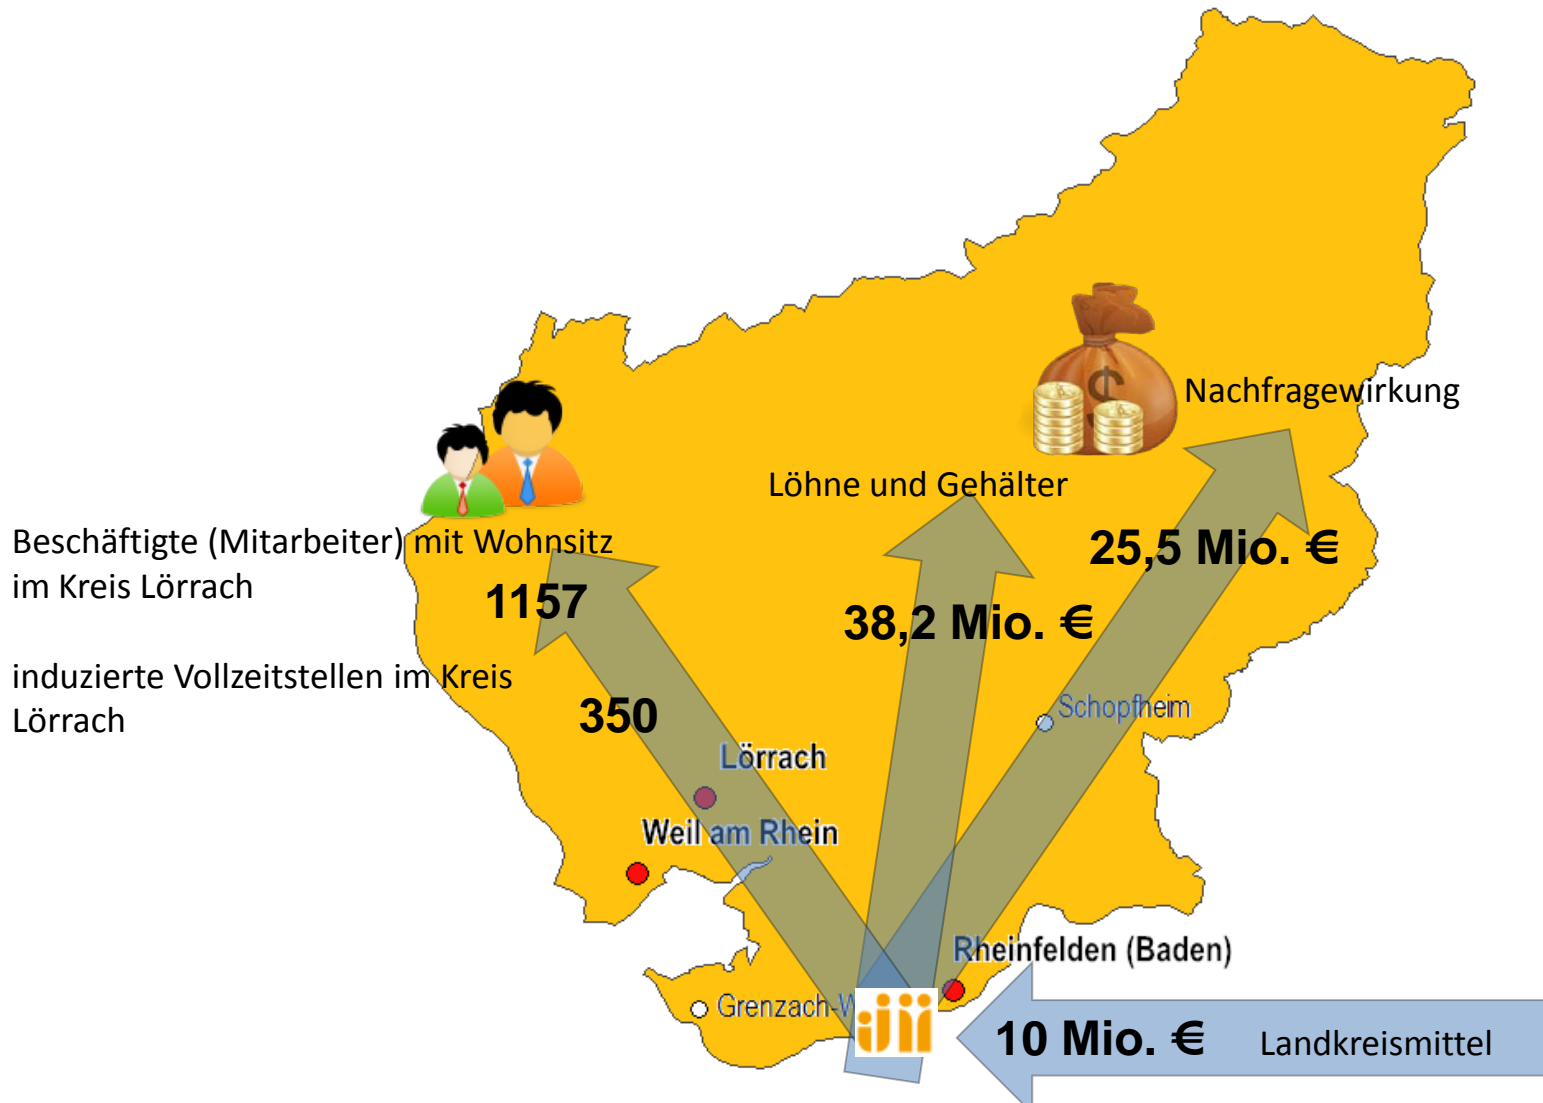 Nachfragewirkung
Löhne und Gehälter
Beschäftigte (Mitarbeiter) mit Wohnsitz
im Kreis Lörrach
1157
25,5 Mio. €
38,2 Mio. €
induzierte Vollzeitstellen im Kreis
Lörrach
350
Schopfheim
Lörrach
Weil am Rhein
Rheinfelden (Baden)
Grenzach-W
10 Mio. € Landkreismittel